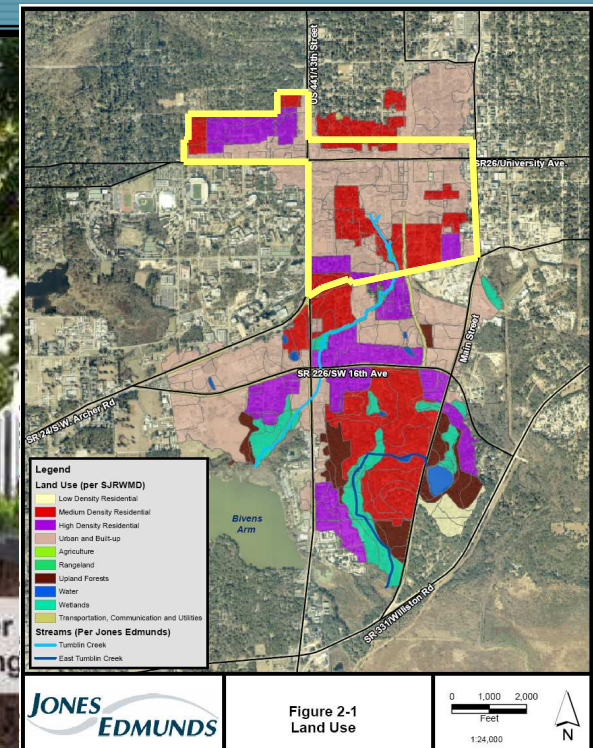 US 441/13th Street
SR26/University Ave.
Main Street
SR 226/SW 16th Ave
SR 24/S.W. Archer Rd
Bivens
Arm
SR 331/Williston Rd
Legend
Land Use (per SJRWMD)
Low Density Residential
Medium Density Residential
High Density Residential
Urban and Built-up
Agriculture
Rangeland
Upland Forests
Water
Wetlands
Transportation, Communication and Utilities
Streams (Per Jones Edmunds)
Tumblin Creek
East Tumblin Creek
er
ng
JONES
EDMUNDS
Figure 2-1
Land Use
0 1,000 2,000
Feet
1:24,000
N